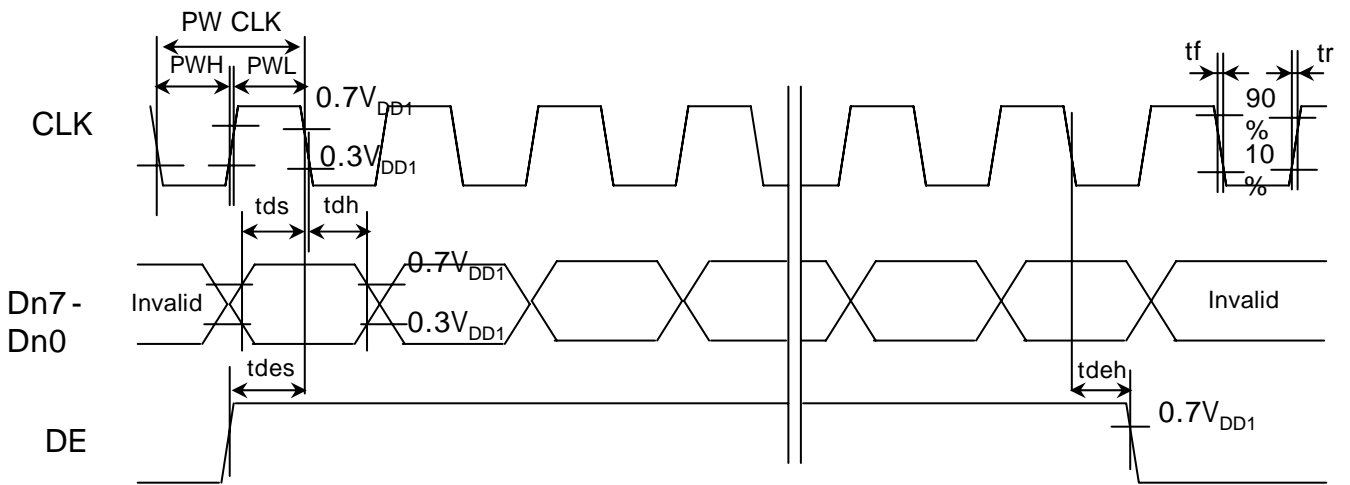 PW CLK
PWH PWL
tf tr
CLK
0.7VDD1
0.3VDD1
90
%
10
%
tds tdh
Dn7 -
Dn0
Invalid
0.7VDD1
0.3VDD1
Invalid
tdes
tdeh
DE
0.7VDD1